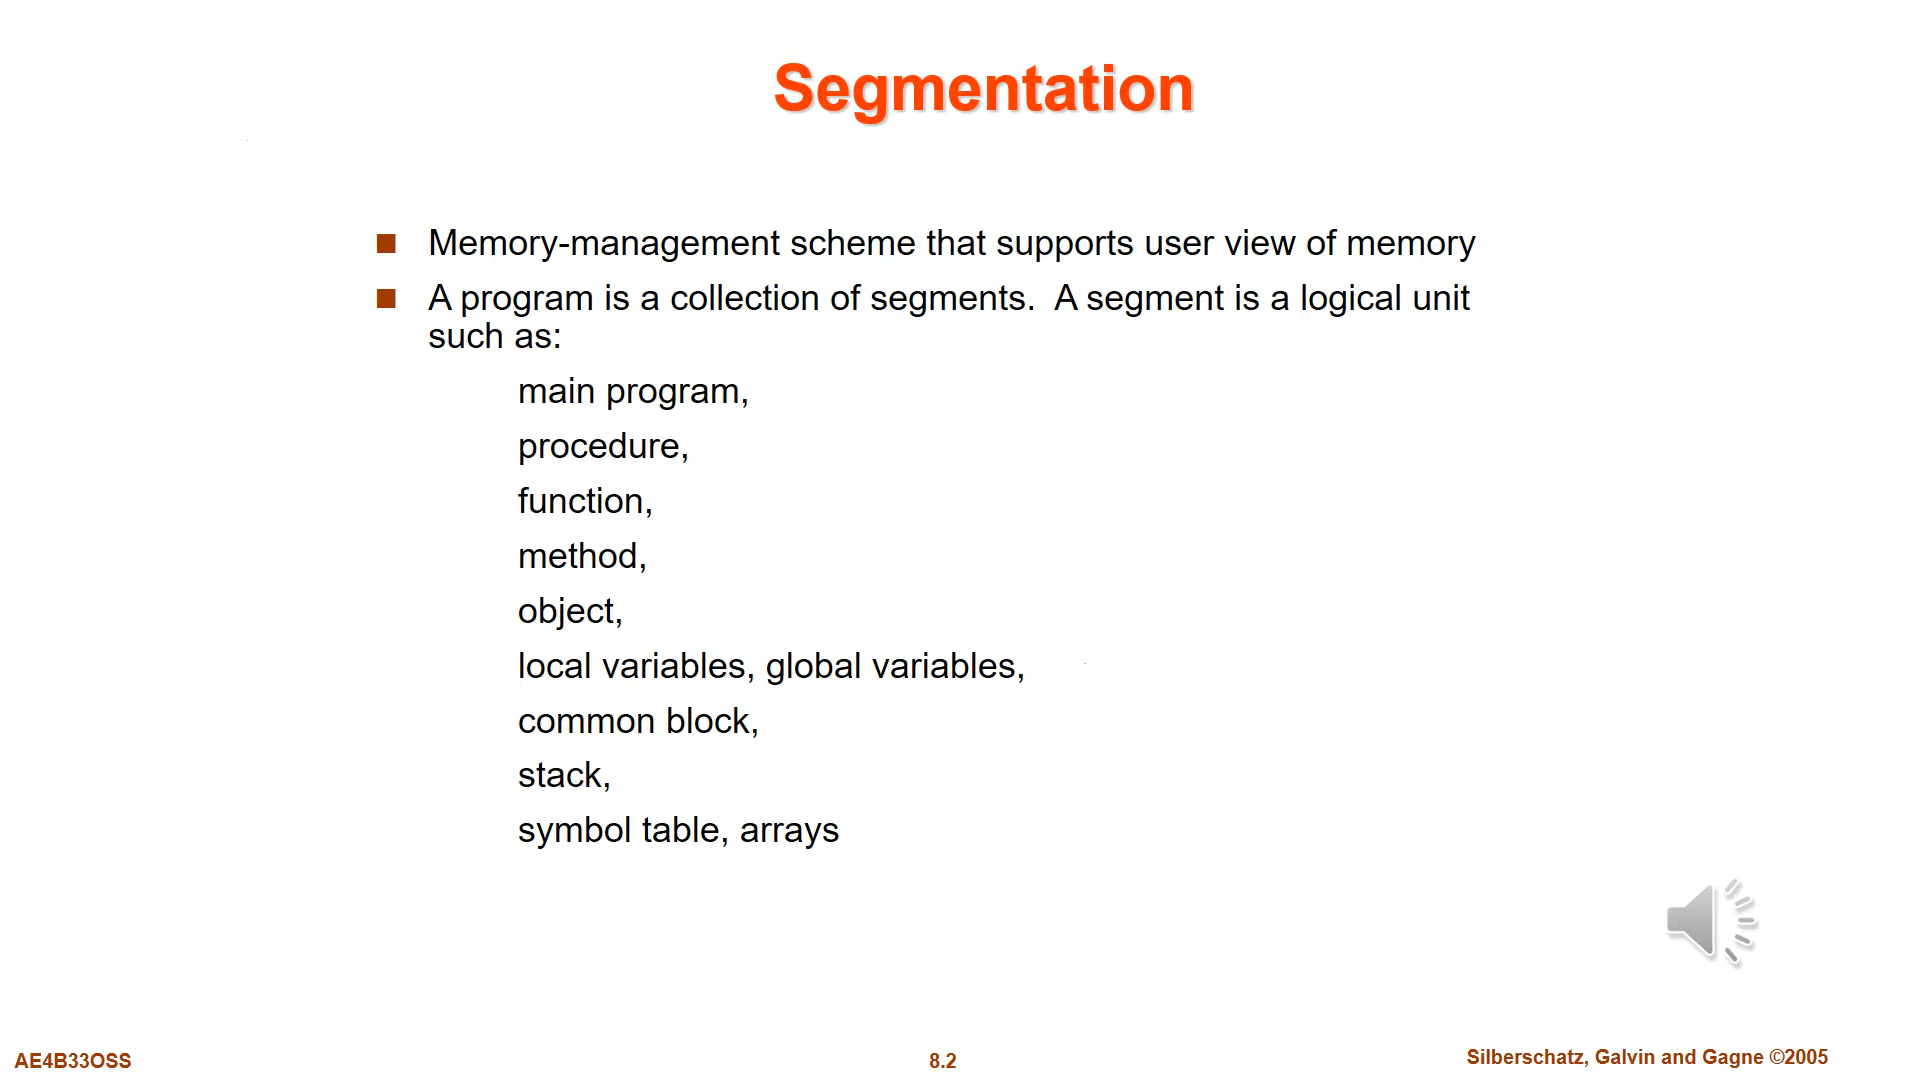 Segmentation
Memory-management scheme that supports user view of memory
A program is a collection of segments.  A segment is a logical unit
such as:
main program,
procedure,
function,
method,
object,
local variables, global variables,
common block,
stack,
symbol table, arrays
AE4B33OSS
8.2
Silberschatz, Galvin and Gagne ©2005